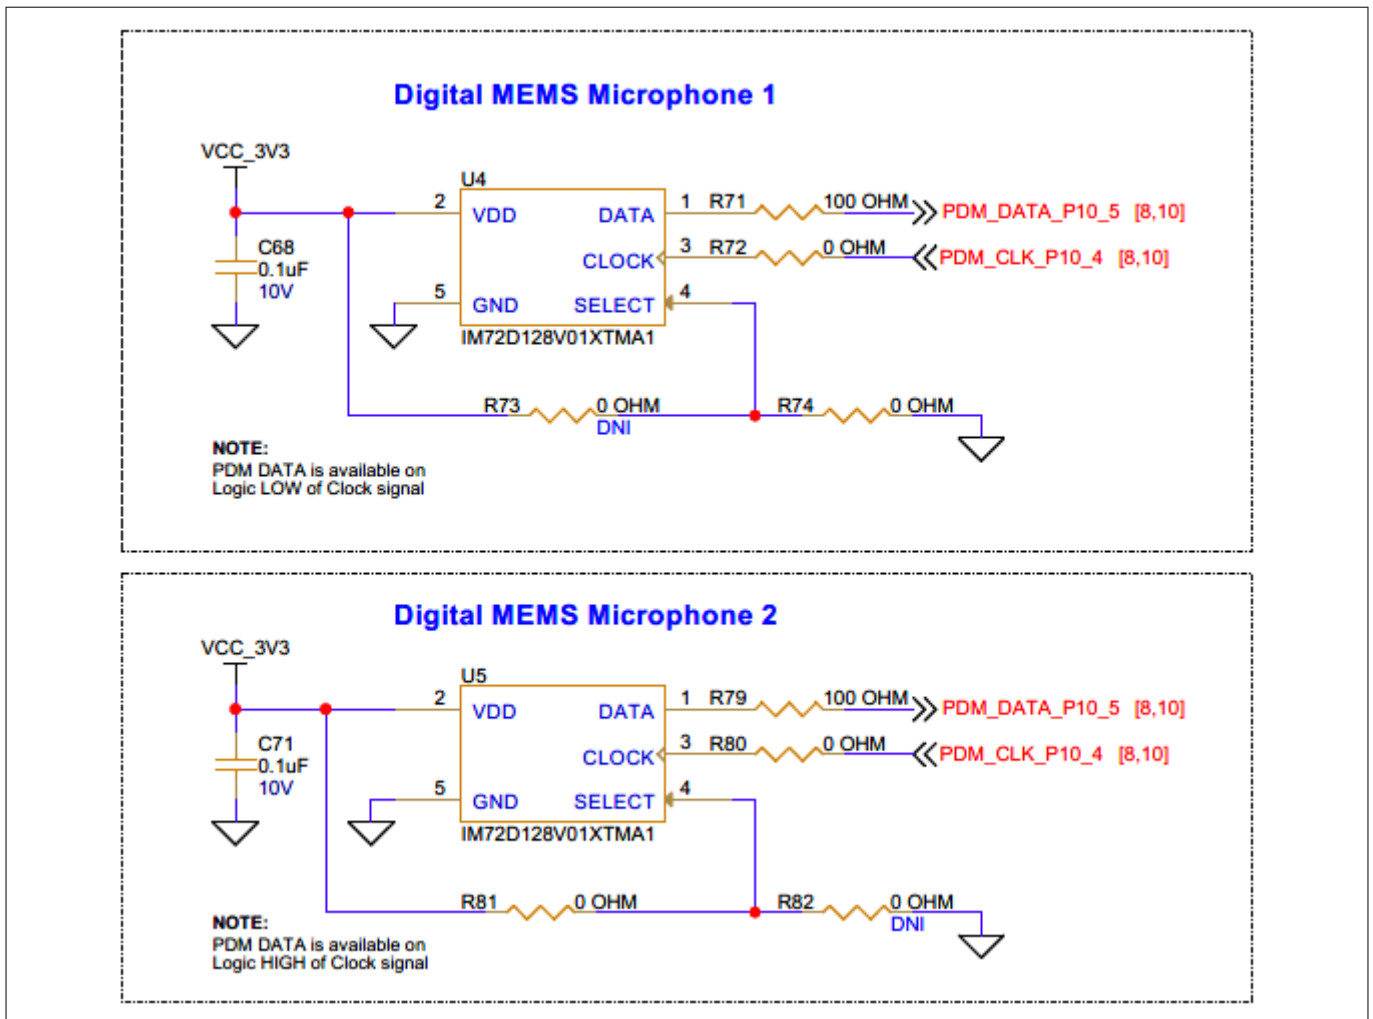 Digital MEMS Microphone 1
VCC_3V3
U4
2 VDD DATA 1 R71 100 OHM PDM_DATA_P10_5 [8,10]
C68
0.1uF
10V
CLOCK 3 R72 0 OHM PDM_CLK_P10_4 [8,10]
5 GND SELECT 4
IM72D128V01XTMA1
R73 0 OHM R74 0 OHM
DNI
NOTE:
PDM DATA is available on
Logic LOW of Clock signal
Digital MEMS Microphone 2
VCC_3V3
U5
2 VDD DATA 1 R79 100 OHM PDM_DATA_P10_5 [8,10]
C71
0.1uF
10V
CLOCK 3 R80 0 OHM PDM_CLK_P10_4 [8,10]
5 GND SELECT 4
IM72D128V01XTMA1
R81 0 OHM R82 0 OHM
DNI
NOTE:
PDM DATA is available on
Logic HIGH of Clock signal